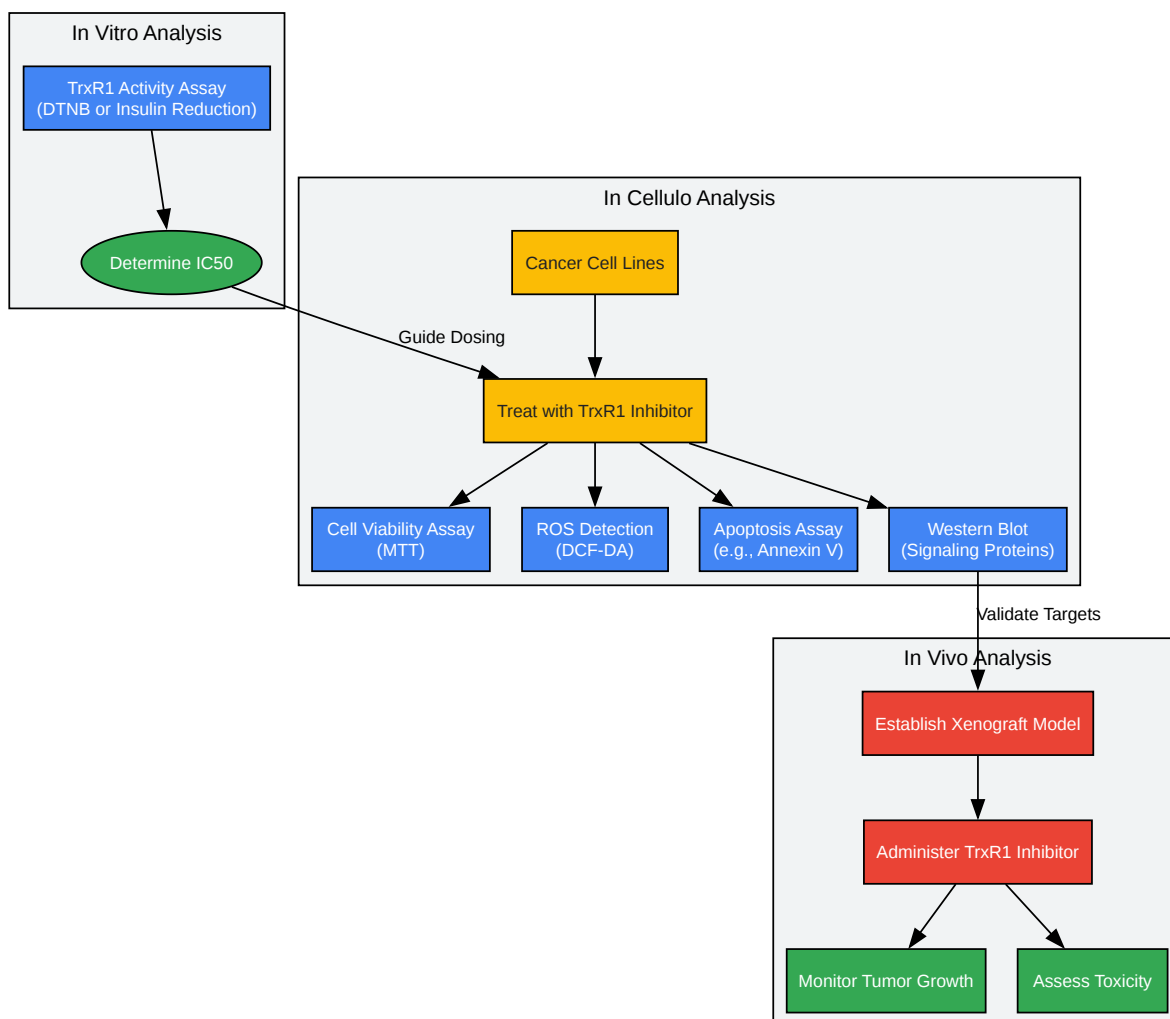 In Vitro Analysis
TrxR1 Activity Assay
(DTNB or Insulin Reduction)
Determine IC50
In Cellulo Analysis
Cancer Cell Lines
Guide Dosing
Treat with TrxR1 Inhibitor
Cell Viability Assay
(MTT)
ROS Detection
(DCF-DA)
Apoptosis Assay
(e.g., Annexin V)
Western Blot
(Signaling Proteins)
Validate Targets
In Vivo Analysis
Establish Xenograft Model
Administer TrxR1 Inhibitor
Monitor Tumor Growth
Assess Toxicity